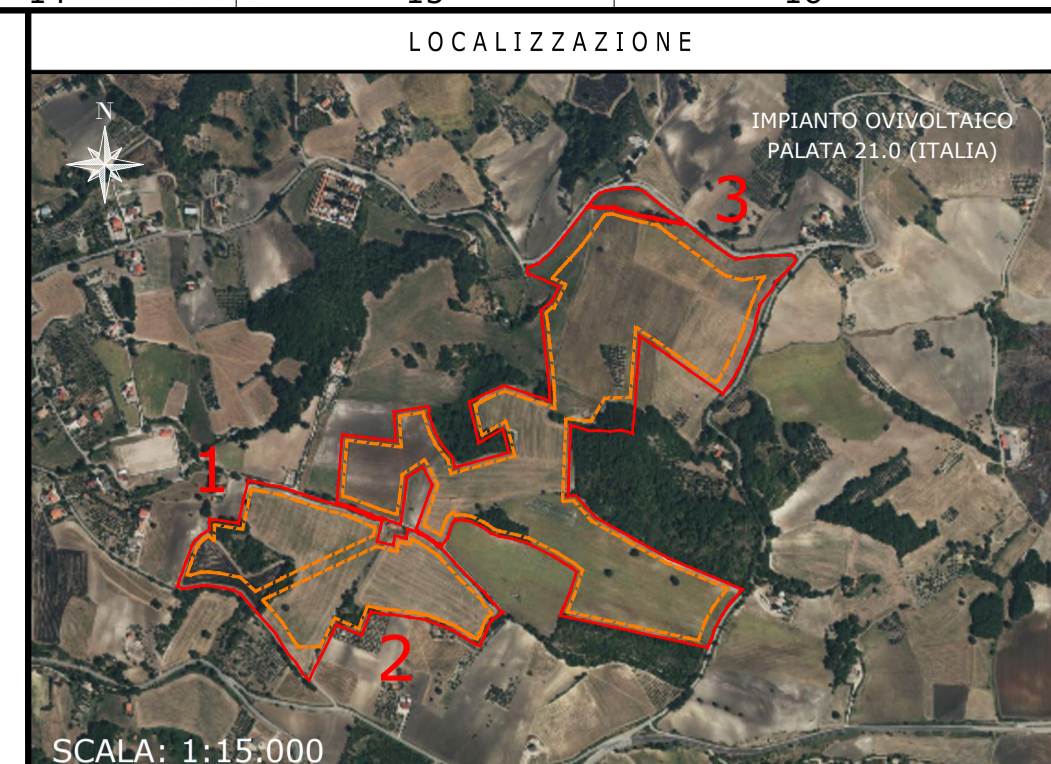 LOCALIZZAZIONE
N
IMPIANTO OVIVOLTAICO
PALATA 21.0 (ITALIA)
3
1
2
SCALA: 1:15.000